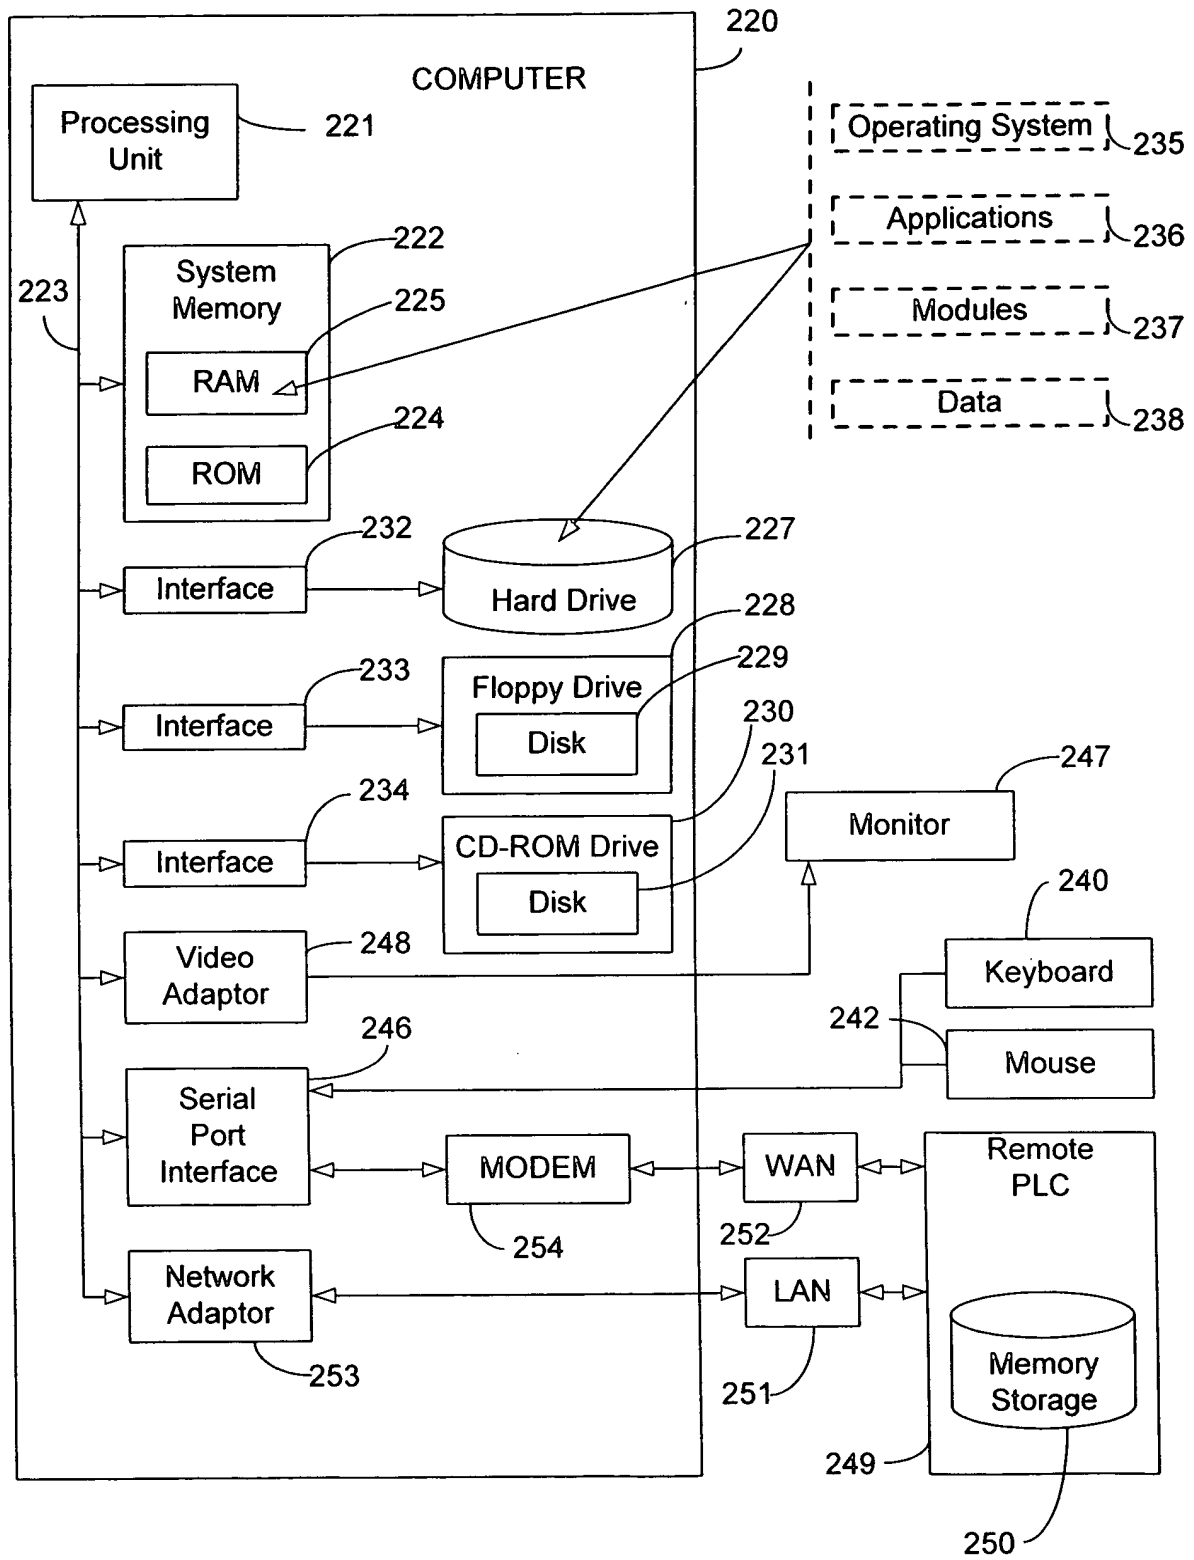 220
COMPUTER
Processing
Unit
221
Operating System
235
Applications
236
Modules
237
Data
238
222
223
System
Memory
225
RAM
224
ROM
232
Interface
227
Hard Drive
228
233
Interface
229
Floppy Drive
Disk
230
231
234
Interface
CD-ROM Drive
Disk
247
Monitor
240
Keyboard
248
Video
Adaptor
242
Mouse
246
Serial
Port
Interface
MODEM
254
WAN
252
Remote
PLC
Network
Adaptor
253
LAN
251
Memory
Storage
249
250